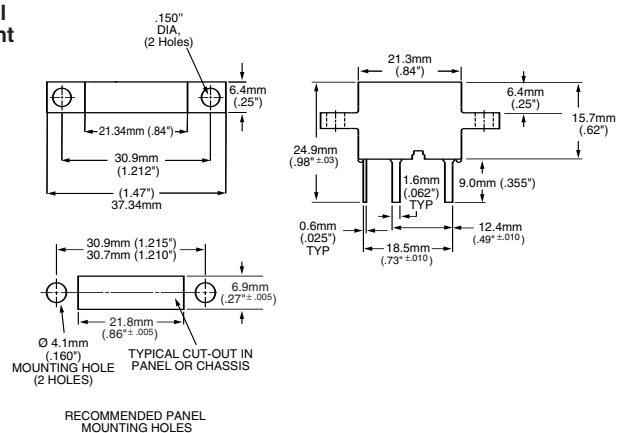 l
nt
.150"
DIA,
(2 Holes)
6.4mm
(.25")
21.34mm (.84")
30.9mm
(1.212")
(1.47")
37.34mm
21.3mm
(.84")
6.4mm
(.25")
15.7mm
(.62")
24.9mm
(.98"±.03)
1.6mm
(.062")
TYP
9.0mm (.355")
0.6mm
(.025")
TYP
12.4mm
(.49"±.010)
18.5mm
(.73"±.010)
30.9mm (1.215")
30.7mm (1.210")
6.9mm
(.27"±.005)
21.8mm
(.86"±.005)
Ø 4.1mm
(.160")
MOUNTING HOLE
(2 HOLES)
TYPICAL CUT-OUT IN
PANEL OR CHASSIS
RECOMMENDED PANEL
MOUNTING HOLES